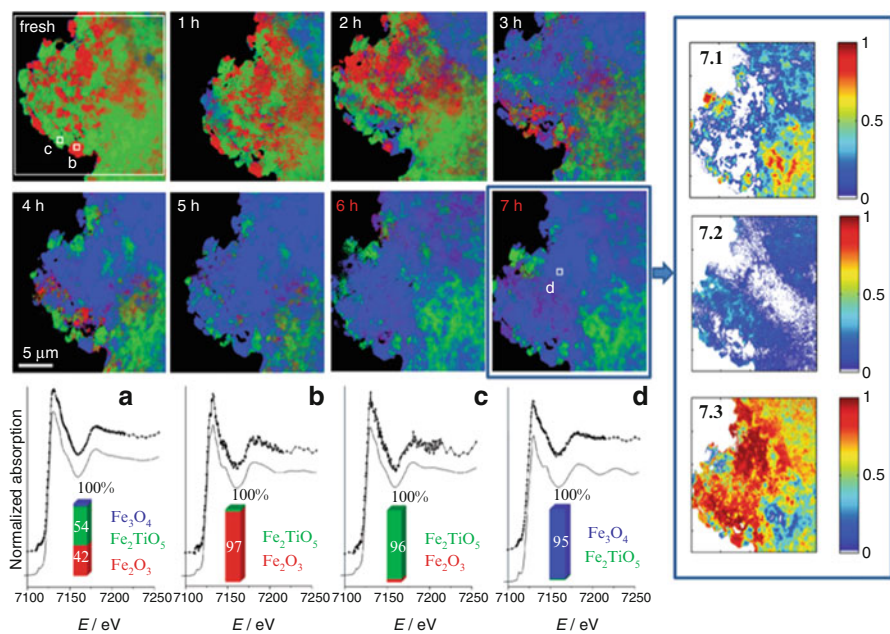 fresh
1 h
2 h
3 h
c
b
4 h
5 h
6 h
7 h
d
5 μm
7.1
1
0.5
0
7.2
1
0.5
0
7.3
1
0.5
0
Normalized absorption
a
100%
54
42
Fe₃O₄
Fe₂TiO₅
Fe₂O₃
7100 7150 7200 7250
E / eV
b
100%
97
Fe₂TiO₅
Fe₂O₃
7100 7150 7200 7250
E / eV
c
100%
96
Fe₂TiO₅
Fe₂O₃
7100 7150 7200 7250
E / eV
d
100%
95
Fe₃O₄
Fe₂TiO₅
7100 7150 7200 7250
E / eV